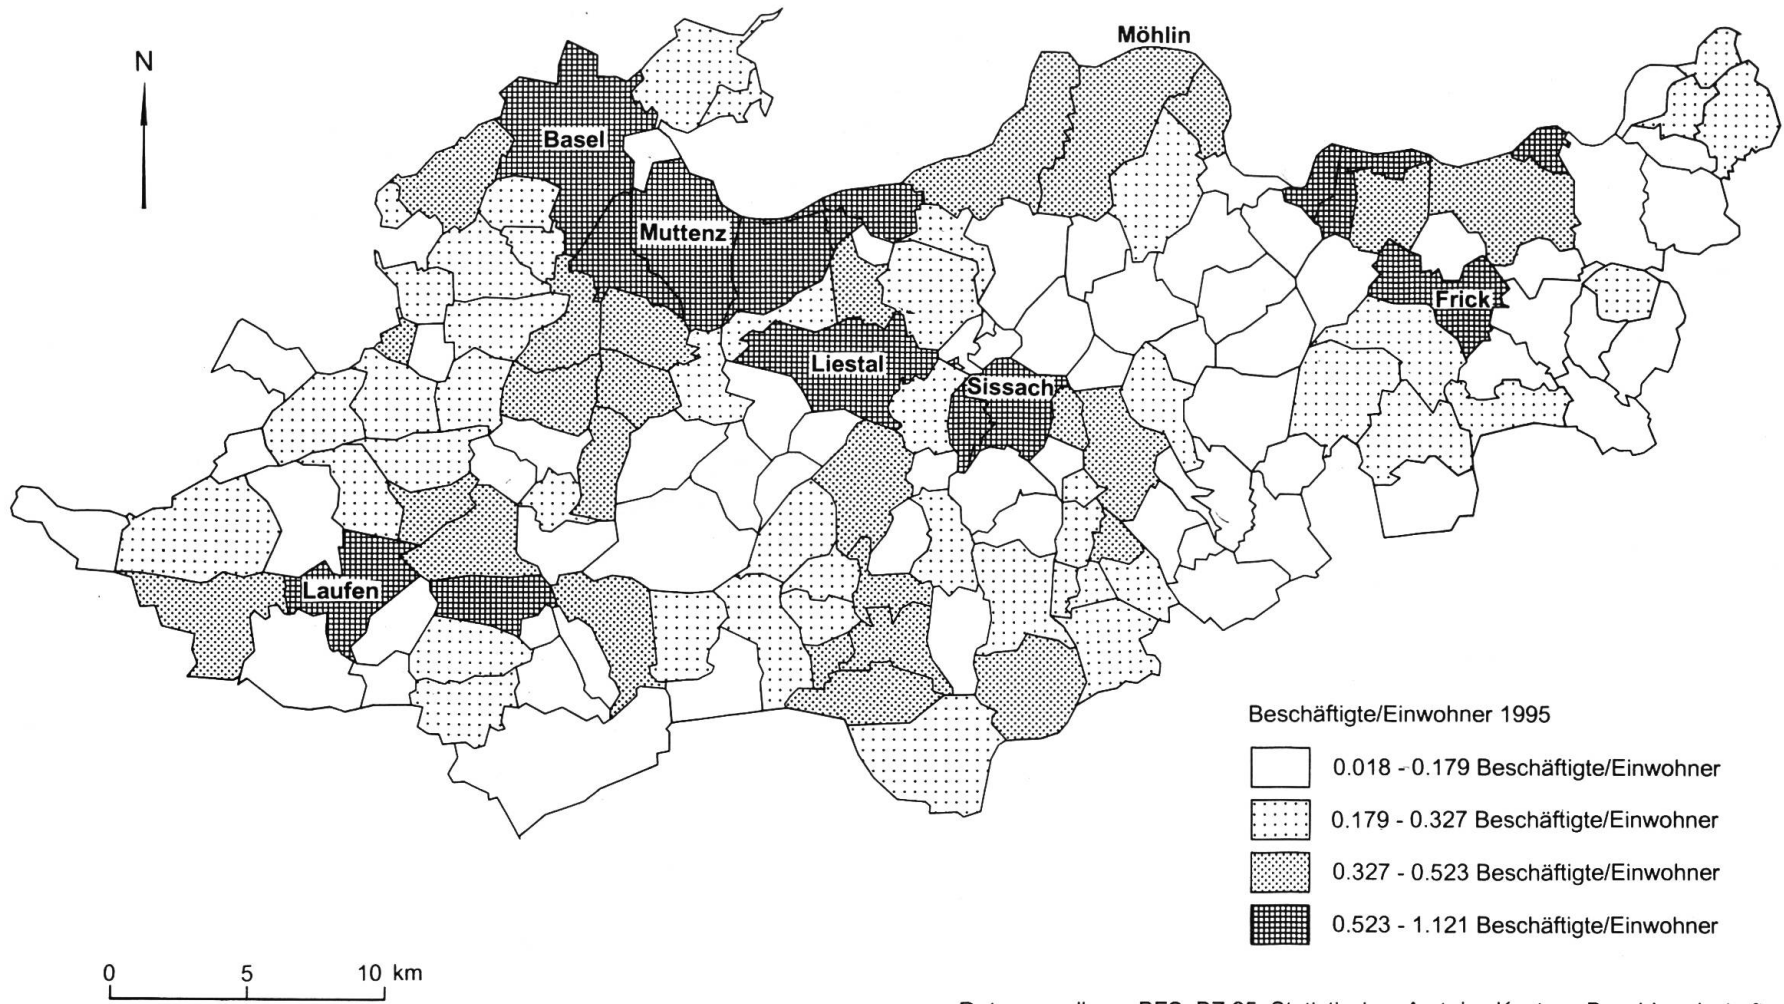 Möhlin
N
Basel
Muttenz
Frick
Liestal
Sissach
Laufen
Beschäftigte/Einwohner 1995
0.018 - 0.179 Beschäftigte/Einwohner
0.179 - 0.327 Beschäftigte/Einwohner
0.327 - 0.523 Beschäftigte/Einwohner
0.523 - 1.121 Beschäftigte/Einwohner
0 5 10 km